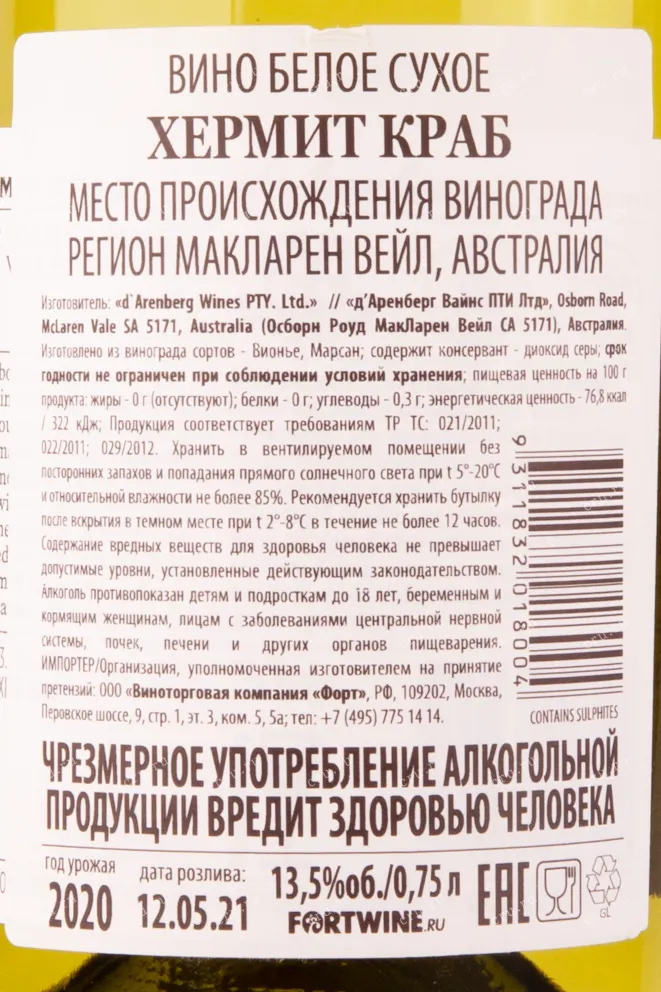 ВИНО БЕЛОЕ СУХОЕ
ХЕРМИТ КРАБ
МЕСТО ПРОИСХОЖДЕНИЯ ВИНОГРАДА
РЕГИОН МАКЛАРЕН ВЕЙЛ, АВСТРАЛИЯ
Изготовитель: «d`Arenberg Wines PTY. Ltd.» // «д’Аренберг Вайнс ПТИ Лтд», Osborn Road,
McLaren Vale SA 5171, Australia (Осборн Роуд МакЛарен Вейл СА 5171), Австралия.
Изготовлено из винограда сортов - Вионье, Марсан; содержит консервант - диоксид серы; срок
годности не ограничен при соблюдении условий хранения; пищевая ценность на 100 г
продукта: жиры - 0 г (отсутствуют); белки - 0 г; углеводы - 0,3 г; энергетическая ценность - 76,8 ккал
/ 322 кДж; Продукция соответствует требованиям ТР ТС: 021/2011;
022/2011; 029/2012. Хранить в вентилируемом помещении без
посторонних запахов и попадания прямого солнечного света при t 5°-20°С
и относительной влажности не более 85%. Рекомендуется хранить бутылку
после вскрытия в темном месте при t 2°-8°С в течение не более 12 часов.
Содержание вредных веществ для здоровья человека не превышает
допустимые уровни, установленные действующим законодательством.
Алкоголь противопоказан детям и подросткам до 18 лет, беременным и
кормящим женщинам, лицам с заболеваниями центральной нервной
системы, почек, печени и других органов пищеварения.
ИМПОРТЕР/Организация, уполномоченная изготовителем на принятие
претензий: ООО «Виноторговая компания «Форт», РФ, 109202, Москва,
Перовское шоссе, 9, стр. 1, эт. 3, ком. 5, 5а; тел: +7 (495) 775 14 14.
9 311832 018004
CONTAINS SULPHITES
ЧРЕЗМЕРНОЕ УПОТРЕБЛЕНИЕ АЛКОГОЛЬНОЙ
ПРОДУКЦИИ ВРЕДИТ ЗДОРОВЬЮ ЧЕЛОВЕКА
год урожая
2020
дата розлива:
12.05.21
13,5%об./0,75 л
FORTWINE.RU
EAC
GL